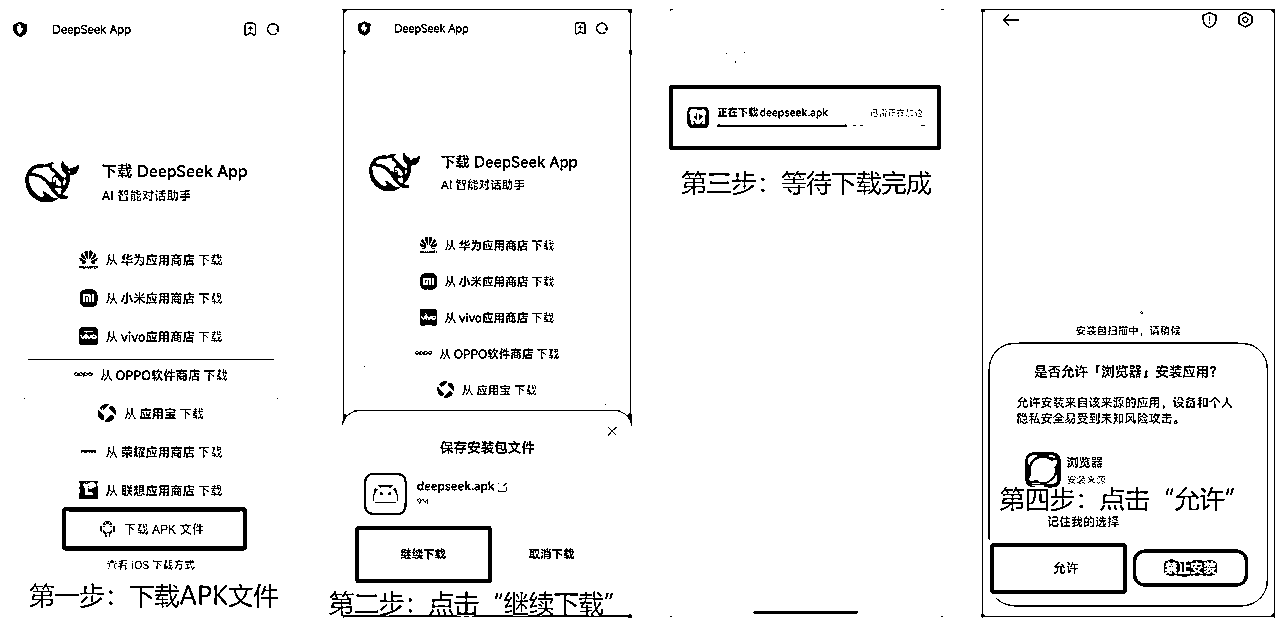 DeepSeek App
下载 DeepSeek App
AI 智能对话助手
从 华为应用商店 下载
从 小米应用商店 下载
vivo
从 vivo应用商店 下载
oppo
从 OPPO软件商店 下载
从 应用宝 下载
从 荣耀应用商店 下载
从 联想应用商店 下载
下载 APK 文件
查看 iOS 下载方式
第一步：下载APK文件
DeepSeek App
下载 DeepSeek App
AI 智能对话助手
从 华为应用商店 下载
从 小米应用商店 下载
vivo
从 vivo应用商店 下载
oppo
从 OPPO软件商店 下载
从 应用宝 下载
保存安装包文件
deepseek.apk
9M
继续下载
取消下载
第二步：点击“继续下载”
正在下载deepseek.apk
第三步：等待下载完成
安装包扫描中，请稍候
是否允许「浏览器」安装应用？
允许安装来自该来源的应用，设备和个人
隐私安全易受到未知风险攻击。
浏览器
安装来源
第四步：点击“允许”
记住我的选择
允许
禁止安装